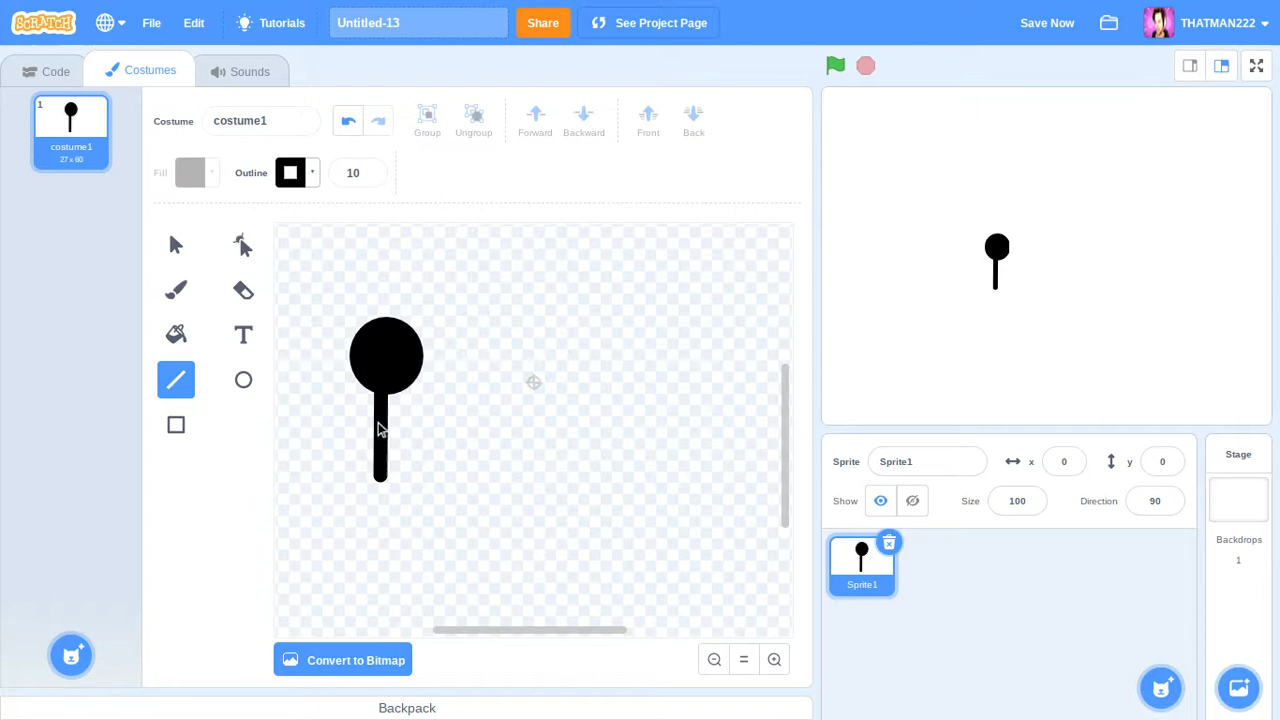 SCRATCH File Edit Tutorials Untitled-13 Share See Project Page Save Now THATMAN222
Code Costumes Sounds
1
costume1
27 x 60
Costume costume1 Group Ungroup Forward Backward Front Back
Fill Outline 10
T
Convert to Bitmap
Backpack
Sprite Sprite1 x 0 y 0
Show Size 100 Direction 90
Sprite1
Stage
Backdrops
1